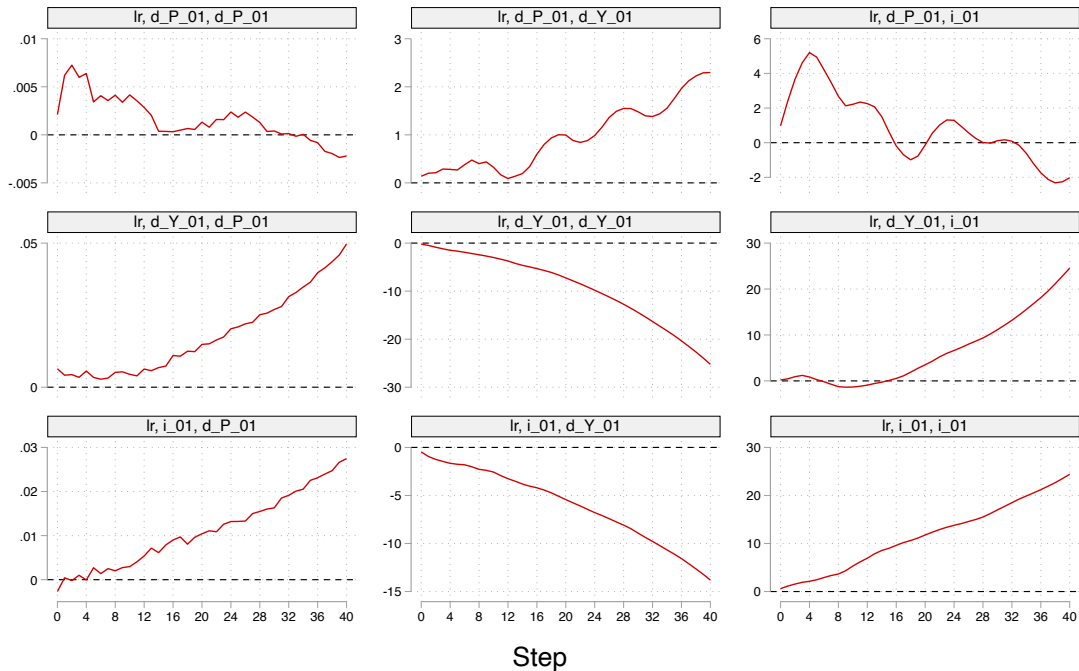 lr, d_P_01, d_P_01
lr, d_P_01, d_Y_01
lr, d_P_01, i_01
.01
.005
0
-.005
3
2
1
0
6
4
2
0
-2
lr, d_Y_01, d_P_01
lr, d_Y_01, d_Y_01
lr, d_Y_01, i_01
.05
0
0
-10
-20
-30
30
20
10
0
lr, i_01, d_P_01
lr, i_01, d_Y_01
lr, i_01, i_01
.03
.02
.01
0
0
-5
-10
-15
30
20
10
0
0 4 8 12 16 20 24 28 32 36 40
0 4 8 12 16 20 24 28 32 36 40
0 4 8 12 16 20 24 28 32 36 40
Step